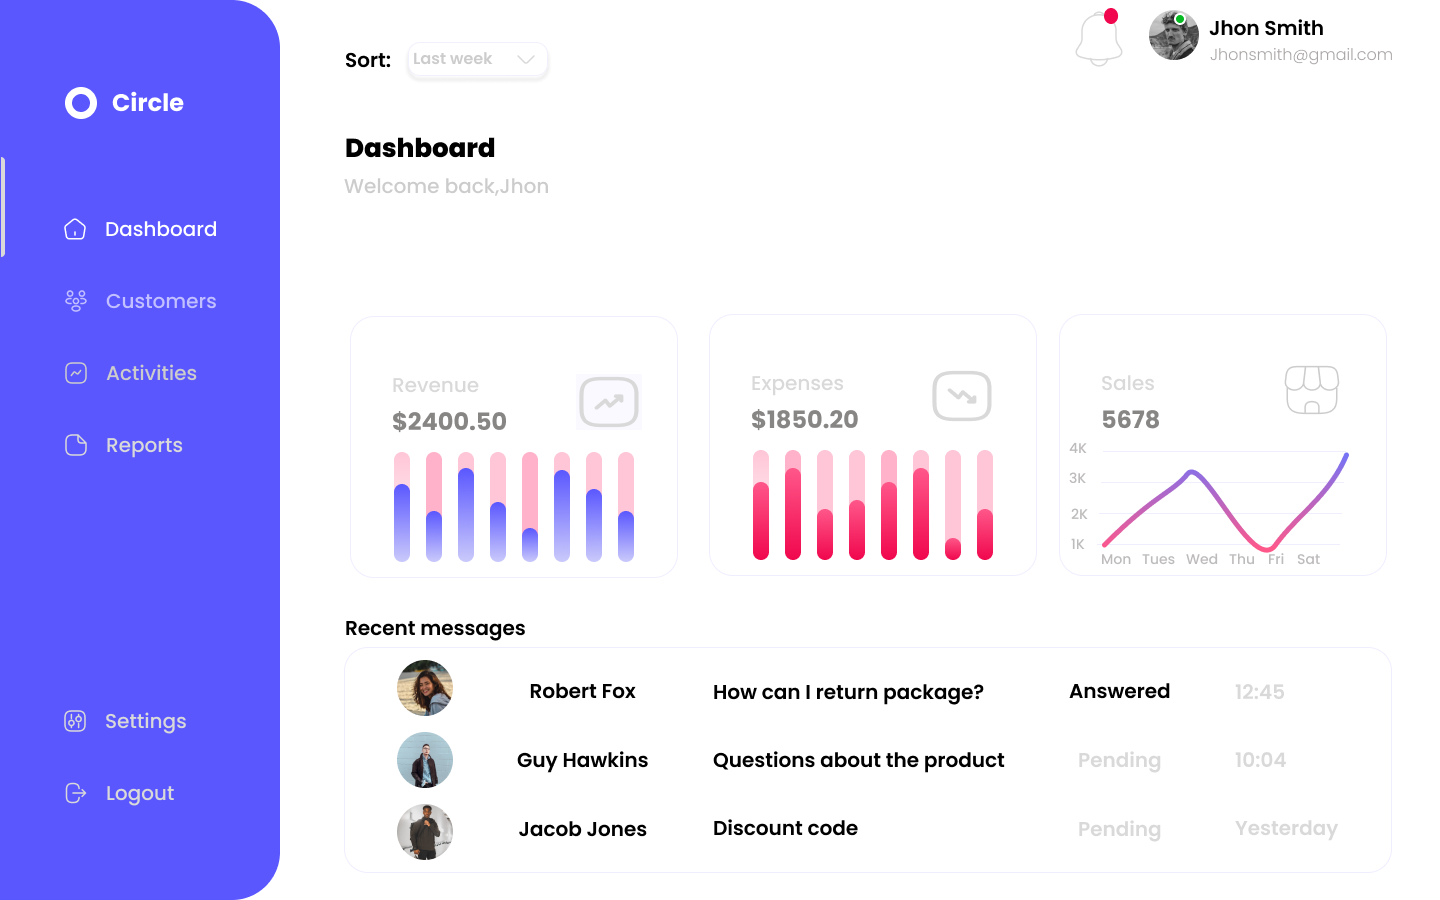 Circle
Dashboard
Customers
Activities
Reports
Settings
Logout
Sort:
Last week
Jhon Smith
Jhonsmith@gmail.com
Dashboard
Welcome back,Jhon
Revenue
$2400.50
Expenses
$1850.20
Sales
5678
4K
3K
2K
1K
Mon Tues Wed Thu Fri Sat
Recent messages
Robert Fox How can I return package? Answered 12:45
Guy Hawkins Questions about the product Pending 10:04
Jacob Jones Discount code Pending Yesterday